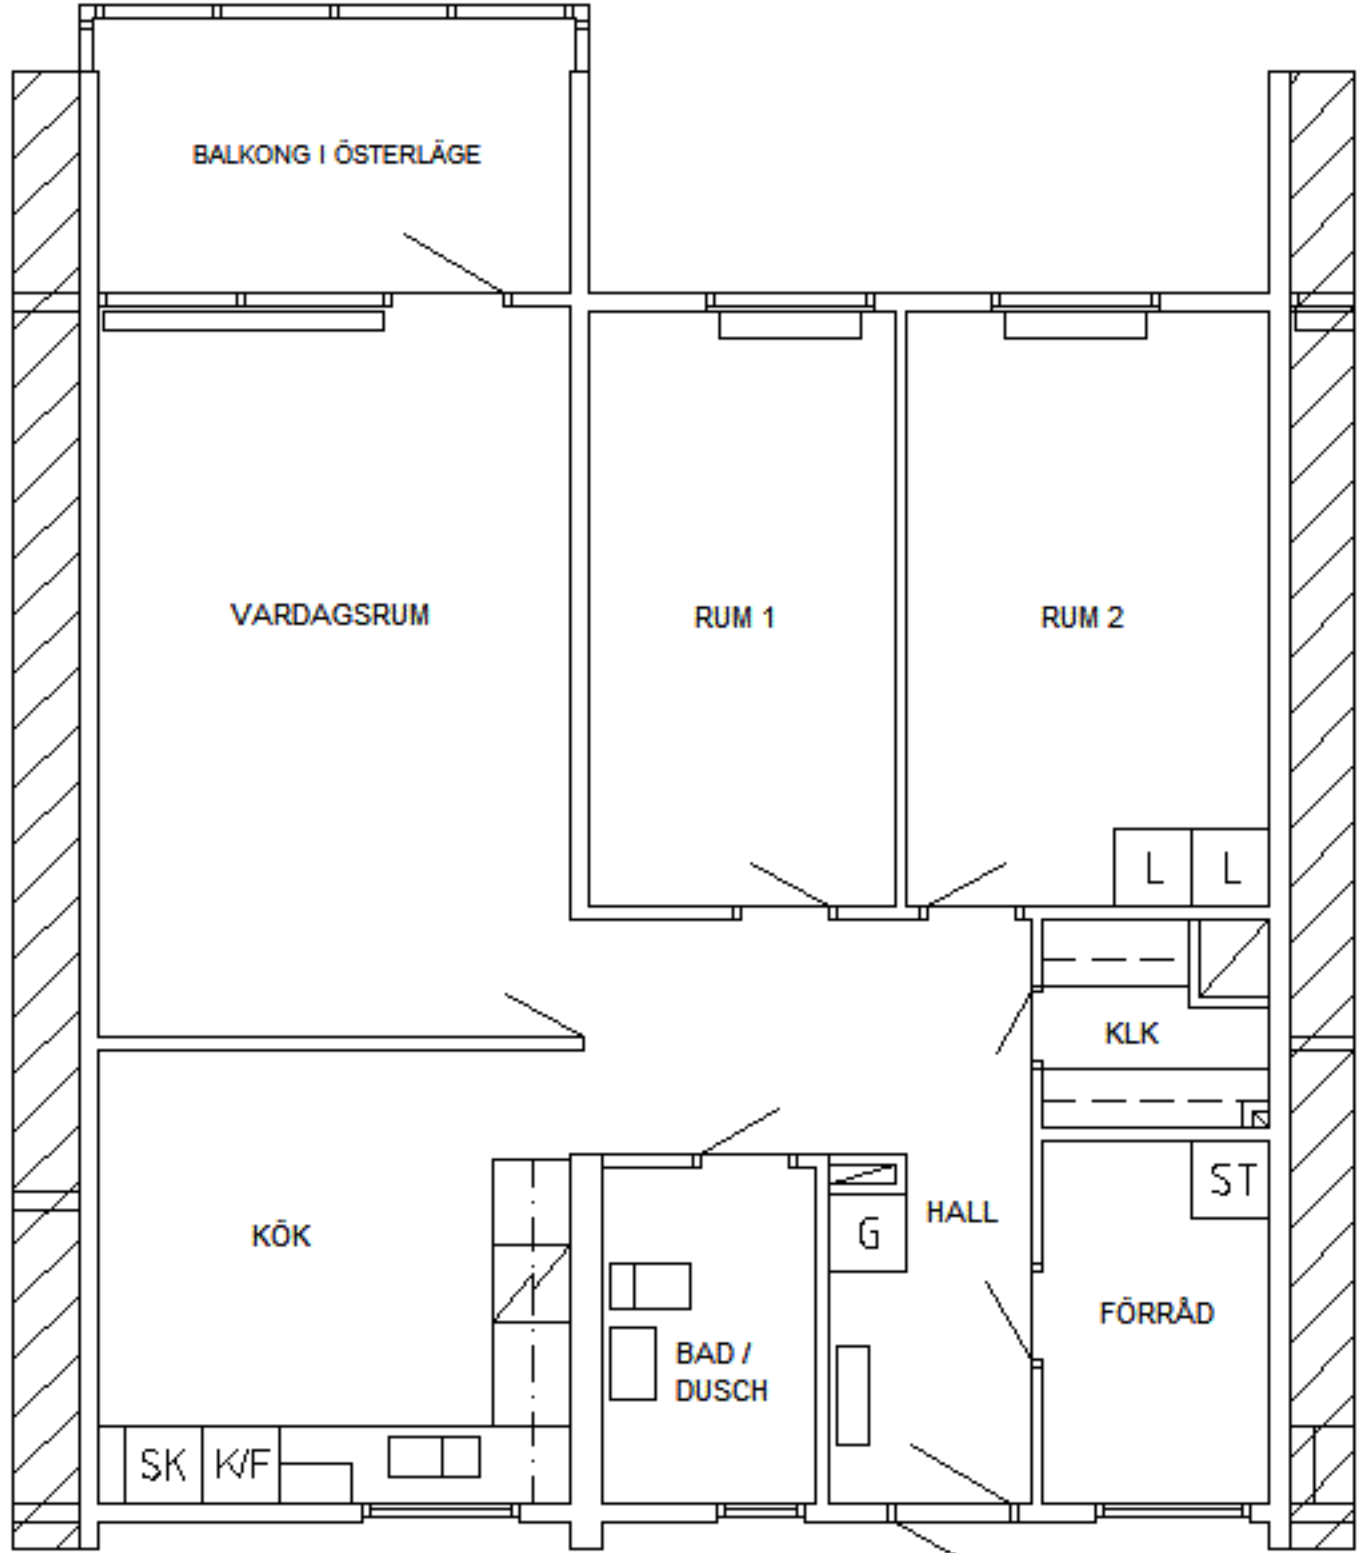 BALKONG I ÖSTERLÄGE
VARDAGSRUM
RUM 1
RUM 2
L
L
KLK
ST
HALL
G
KÖK
FÖRRÅD
BAD /
DUSCH
SK
K/F